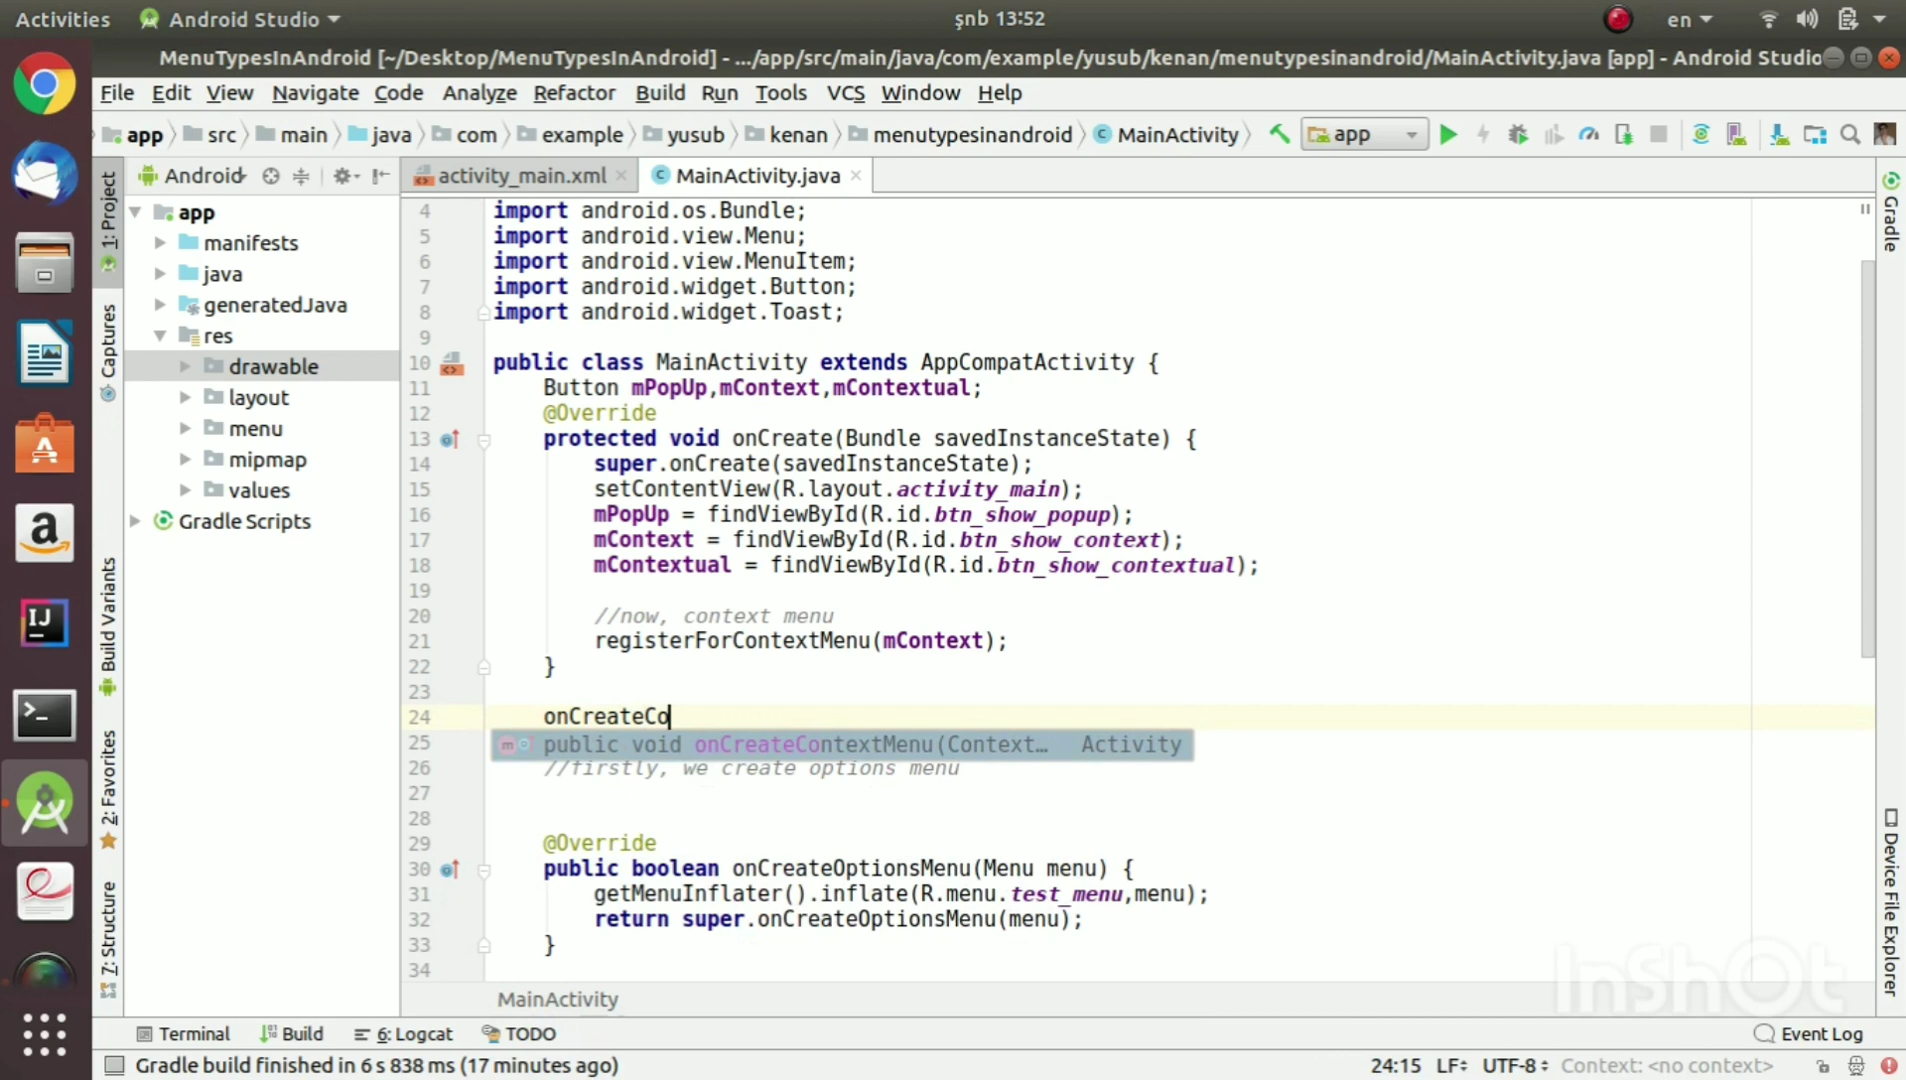 Activities
Android Studio
şnb 13:52
en
MenuTypesInAndroid [~/Desktop/MenuTypesInAndroid] - .../app/src/main/java/com/example/yusub/kenan/menutypesinandroid/MainActivity.java [app] - Android Studio
File Edit View Navigate Code Analyze Refactor Build Run Tools VCS Window Help
app src main java com example yusub kenan menutypesinandroid MainActivity app
Android activity_main.xml MainActivity.java
1: Project
Captures
Build Variants
2: Favorites
7: Structure
app
manifests
java
generatedJava
res
drawable
layout
menu
mipmap
values
Gradle Scripts
4 import android.os.Bundle;
5 import android.view.Menu;
6 import android.view.MenuItem;
7 import android.widget.Button;
8 import android.widget.Toast;
9
10 public class MainActivity extends AppCompatActivity {
11 Button mPopUp,mContext,mContextual;
12 @Override
13 protected void onCreate(Bundle savedInstanceState) {
14 super.onCreate(savedInstanceState);
15 setContentView(R.layout.activity_main);
16 mPopUp = findViewById(R.id.btn_show_popup);
17 mContext = findViewById(R.id.btn_show_context);
18 mContextual = findViewById(R.id.btn_show_contextual);
19
20 //now, context menu
21 registerForContextMenu(mContext);
22 }
23
24 onCreateCo
25 m public void onCreateContextMenu(Context... Activity
26 //firstly, we create options menu
27
28
29 @Override
30 public boolean onCreateOptionsMenu(Menu menu) {
31 getMenuInflater().inflate(R.menu.test_menu,menu);
32 return super.onCreateOptionsMenu(menu);
33 }
34
MainActivity
Gradle
Device File Explorer
InShOt
Terminal Build 6: Logcat TODO Event Log
Gradle build finished in 6 s 838 ms (17 minutes ago) 24:15 LF÷ UTF-8÷ Context: <no context>